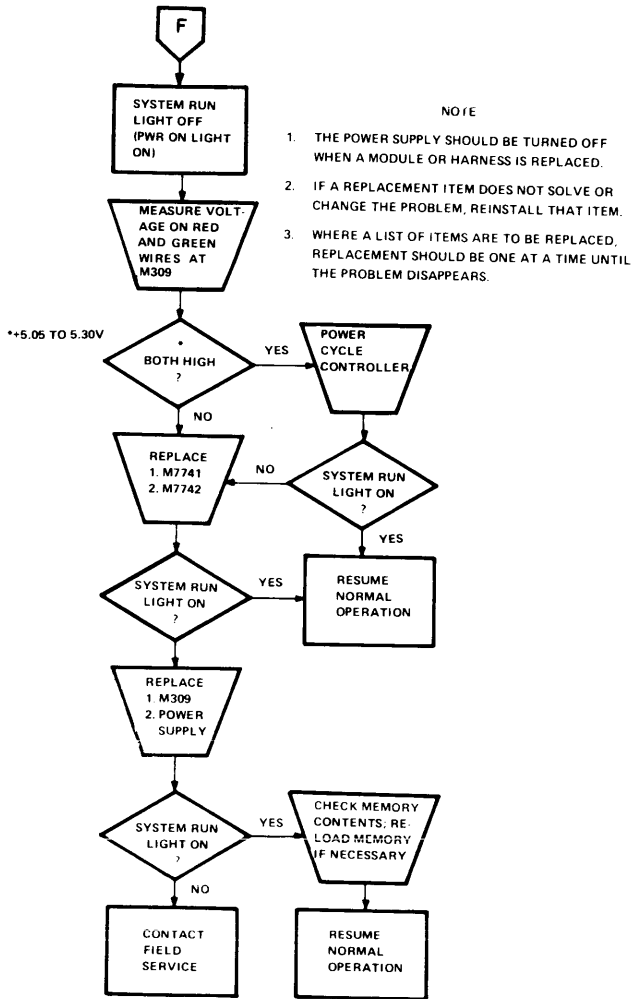 F
SYSTEM RUN
LIGHT OFF
(PWR ON LIGHT
ON)
NOTE
1. THE POWER SUPPLY SHOULD BE TURNED OFF
WHEN A MODULE OR HARNESS IS REPLACED.
2. IF A REPLACEMENT ITEM DOES NOT SOLVE OR
CHANGE THE PROBLEM, REINSTALL THAT ITEM.
3. WHERE A LIST OF ITEMS ARE TO BE REPLACED,
REPLACEMENT SHOULD BE ONE AT A TIME UNTIL
THE PROBLEM DISAPPEARS.
MEASURE VOLT-
AGE ON RED
AND GREEN
WIRES AT
M309
*+5.05 TO 5.30V
*
BOTH HIGH
?
YES
POWER
CYCLE
CONTROLLER
NO
REPLACE
1. M7741
2. M7742
NO
SYSTEM RUN
LIGHT ON
?
YES
SYSTEM RUN
LIGHT ON
?
YES
RESUME
NORMAL
OPERATION
REPLACE
1. M309
2. POWER
SUPPLY
SYSTEM RUN
LIGHT ON
?
YES
CHECK MEMORY
CONTENTS; RE-
LOAD MEMORY
IF NECESSARY
NO
CONTACT
FIELD
SERVICE
RESUME
NORMAL
OPERATION